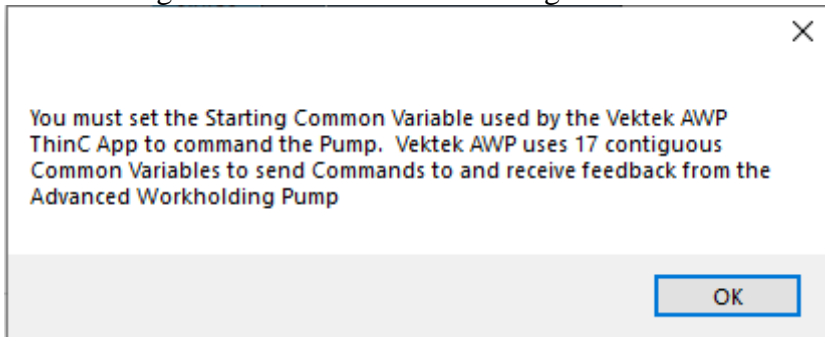 You must set the Starting Common Variable used by the Vektek AWP
ThinC App to command the Pump.  Vektek AWP uses 17 contiguous
Common Variables to send Commands to and receive feedback from the
Advanced Workholding Pump
OK